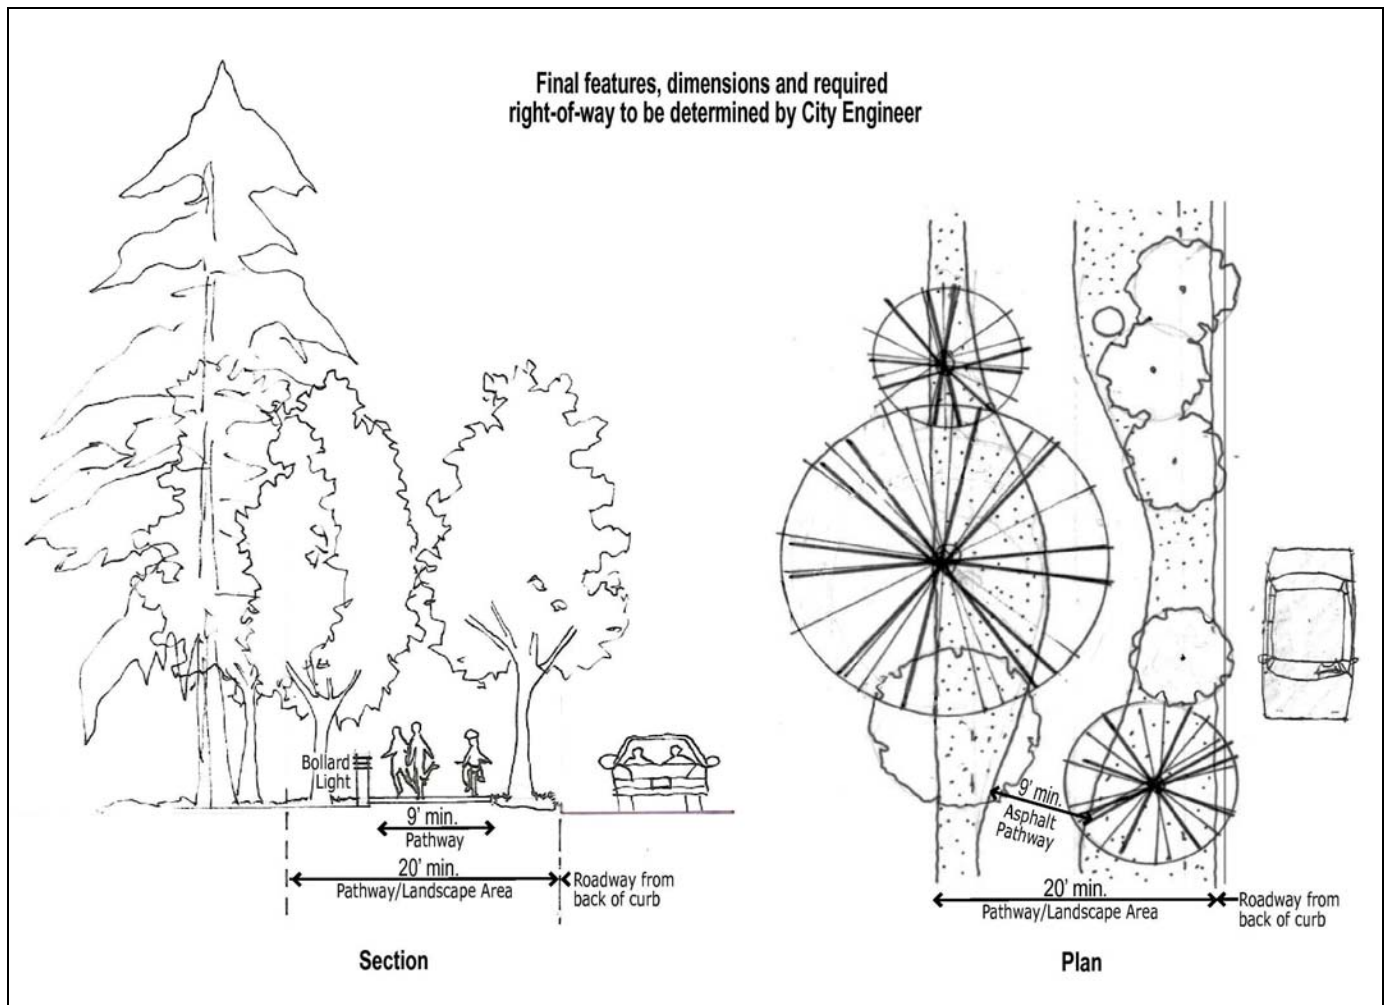 Final features, dimensions and required
right-of-way to be determined by City Engineer
Bollard
Light
9' min.
Pathway
20' min.
Pathway/Landscape Area
Roadway from
back of curb
Section
9' min.
Asphalt
Pathway
20' min.
Pathway/Landscape Area
Roadway from
back of curb
Plan